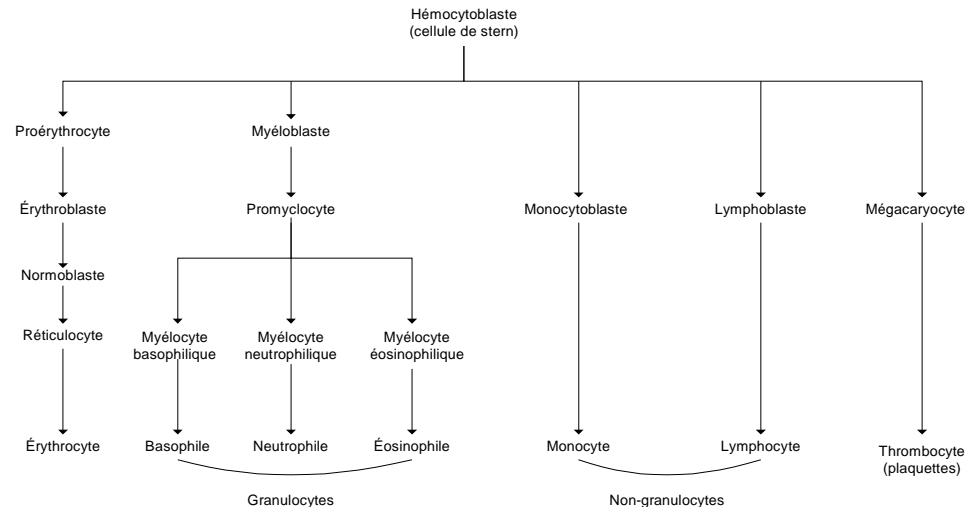 Hémocytoblaste
(cellule de stern)
Proérythrocyte
Myéloblaste
Érythroblaste
Promyclocyte
Monocytoblaste
Lymphoblaste
Mégacaryocyte
Normoblaste
Réticulocyte
Myélocyte
basophilique
Myélocyte
neutrophilique
Myélocyte
éosinophilique
Érythrocyte
Basophile
Neutrophile
Éosinophile
Monocyte
Lymphocyte
Thrombocyte
(plaquettes)
Granulocytes
Non-granulocytes